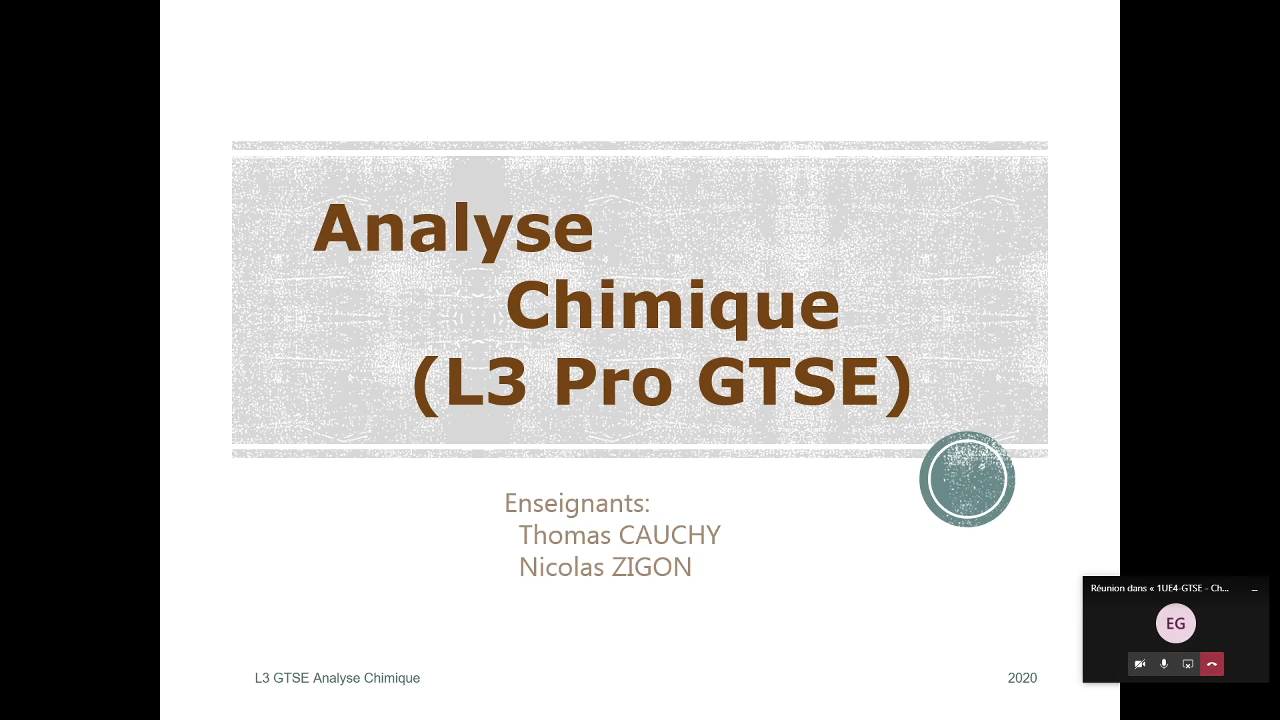 Analyse
Chimique
(L3 Pro GTSE)
Enseignants:
Thomas CAUCHY
Nicolas ZIGON
Réunion dans « 1UE4-GTSE - Ch...
EG
L3 GTSE Analyse Chimique
2020